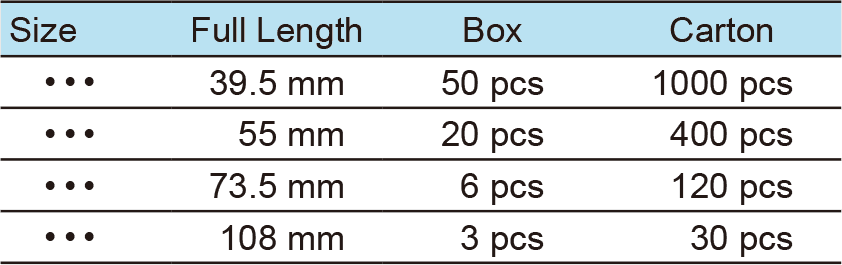 Size Full Length Box Carton
••• 39.5 mm 50 pcs 1000 pcs
••• 55 mm 20 pcs 400 pcs
••• 73.5 mm 6 pcs 120 pcs
••• 108 mm 3 pcs 30 pcs